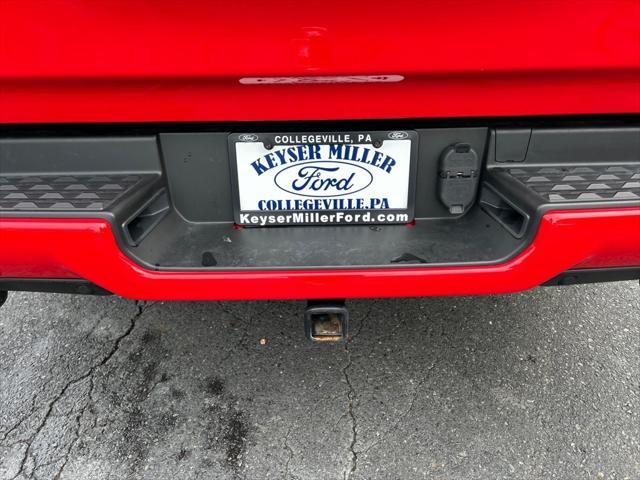 COLLEGEVILLE, PA
Ford
Ford
KEYSER MILLER
Ford
COLLEGEVILLE,PA
KeyserMillerFord.com